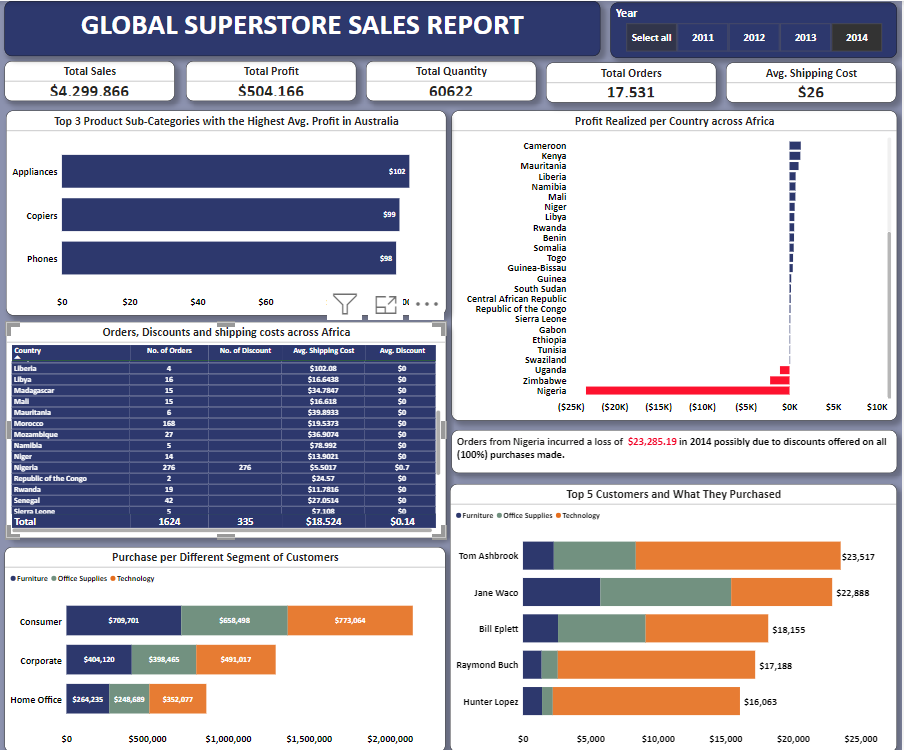 GLOBAL SUPERSTORE SALES REPORT
Year
Select all 2011 2012 2013 2014
Total Sales
$4.299.866
Total Profit
$504.166
Total Quantity
60622
Total Orders
17.531
Avg. Shipping Cost
$26
Top 3 Product Sub-Categories with the Highest Avg. Profit in Australia
Appliances $102
Copiers $99
Phones $98
$0 $20 $40 $60
Profit Realized per Country across Africa
Cameroon
Kenya
Mauritania
Liberia
Namibia
Mali
Niger
Libya
Rwanda
Benin
Somalia
Togo
Guinea-Bissau
Guinea
South Sudan
Central African Republic
Republic of the Congo
Sierra Leone
Gabon
Ethiopia
Tunisia
Swaziland
Uganda
Zimbabwe
Nigeria
($25K) ($20K) ($15K) ($10K) ($5K) $0K $5K $10K
Orders, Discounts and shipping costs across Africa
Country No. of Orders No. of Discount Avg. Shipping Cost Avg. Discount
Liberia 4 $102.08 $0
Libya 16 $16.6438 $0
Madagascar 15 $34.7847 $0
Mali 15 $16.618 $0
Mauritania 6 $39.8933 $0
Morocco 168 $19.5373 $0
Mozambique 27 $36.9074 $0
Namibia 5 $78.992 $0
Niger 14 $13.9021 $0
Nigeria 276 276 $5.5017 $0.7
Republic of the Congo 2 $24.57 $0
Rwanda 19 $11.7816 $0
Senegal 42 $27.0514 $0
Sierra Leone 5 $7.108 $0
Total 1624 335 $18.524 $0.14
Orders from Nigeria incurred a loss of $23,285.19 in 2014 possibly due to discounts offered on all
(100%) purchases made.
Purchase per Different Segment of Customers
Furniture Office Supplies Technology
Consumer $709,701 $658,498 $773,064
Corporate $404,120 $398,465 $491,017
Home Office $264,235 $248,689 $352,077
$0 $500,000 $1,000,000 $1,500,000 $2,000,000
Top 5 Customers and What They Purchased
Furniture Office Supplies Technology
Tom Ashbrook $23,517
Jane Waco $22,888
Bill Eplett $18,155
Raymond Buch $17,188
Hunter Lopez $16,063
$0 $5,000 $10,000 $15,000 $20,000 $25,000